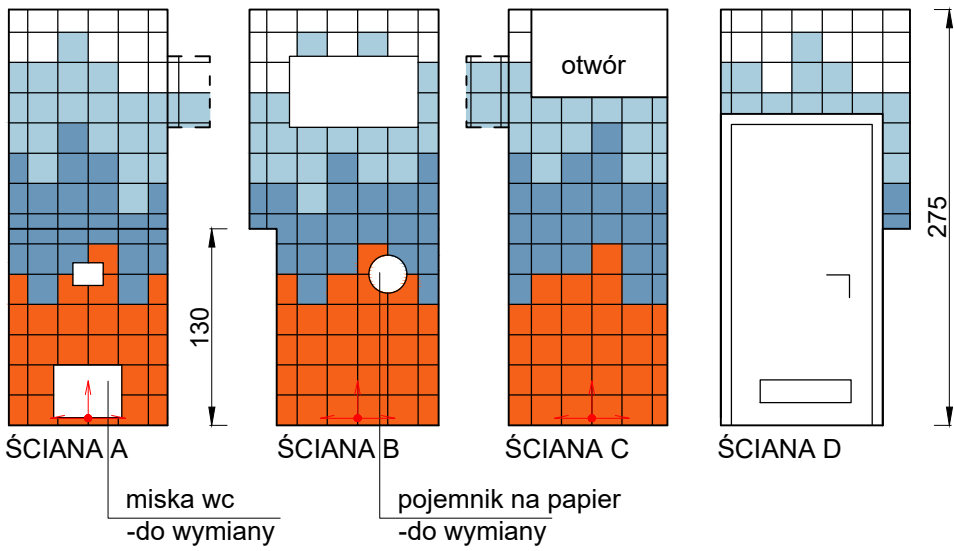 otwór
130
275
ŚCIANA A
ŚCIANA B
ŚCIANA C
ŚCIANA D
miska wc
-do wymiany
pojemnik na papier
-do wymiany